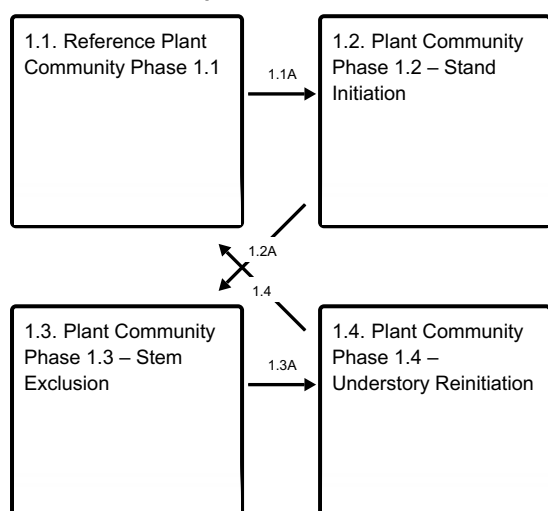 1.1. Reference Plant
Community Phase 1.1
1.1A
1.2. Plant Community
Phase 1.2 – Stand
Initiation
1.2A
1.4
1.3. Plant Community
Phase 1.3 – Stem
Exclusion
1.3A
1.4. Plant Community
Phase 1.4 –
Understory Reinitiation